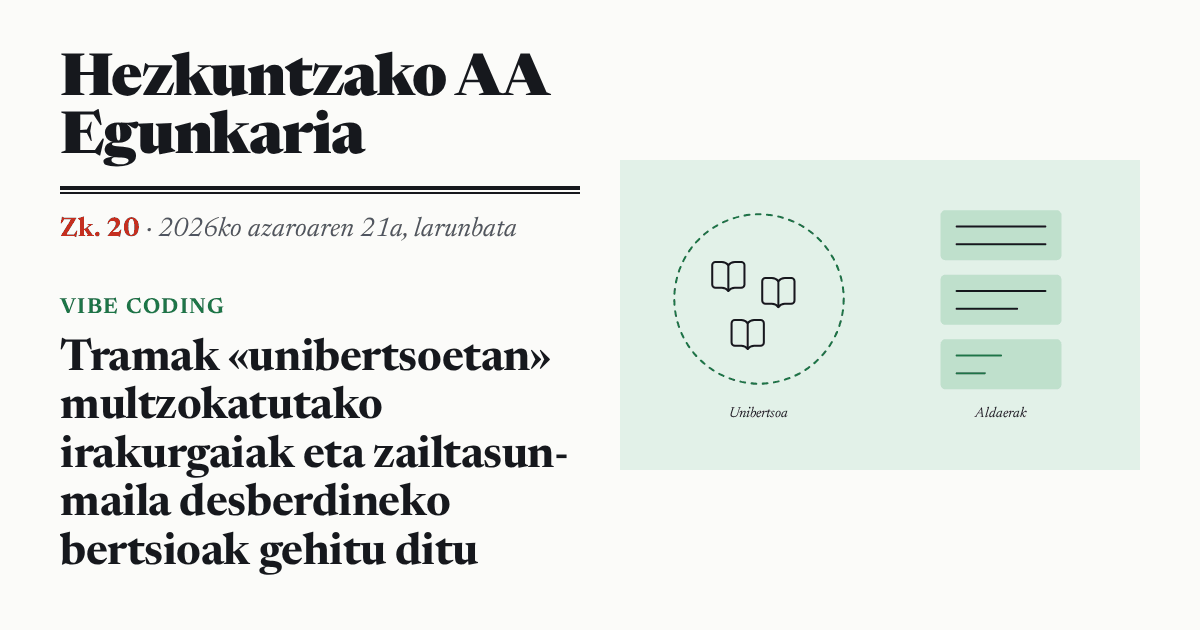 Hezkuntzako AA
Egunkaria
Zk. 20 · 2026ko azaroaren 21a, larunbata
VIBE CODING
Tramak «unibertsoetan»
multzokatutako
irakurgaiak eta zailtasun-
maila desberdineko
bertsioak gehitu ditu
Unibertsoa
Aldaerak